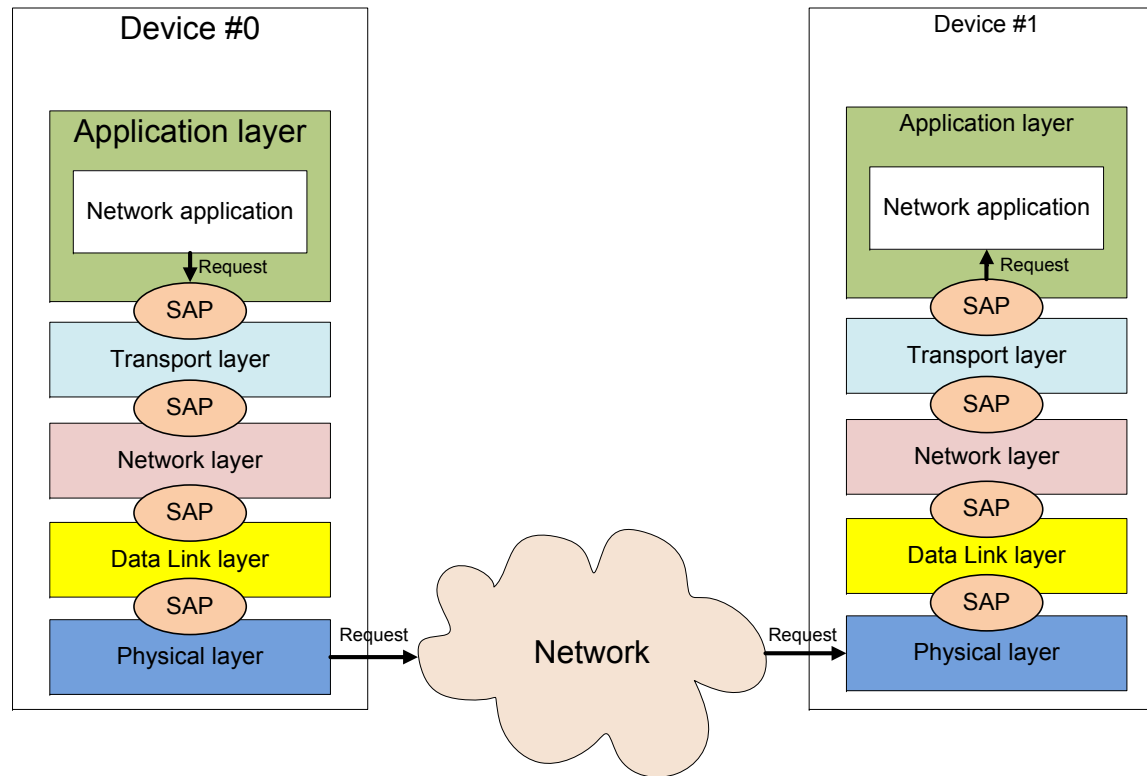 Device #0
Application layer
Network application
Request
SAP
Transport layer
SAP
Network layer
SAP
Data Link layer
SAP
Physical layer
Request
Network
Request
Device #1
Application layer
Network application
Request
SAP
Transport layer
SAP
Network layer
SAP
Data Link layer
SAP
Physical layer